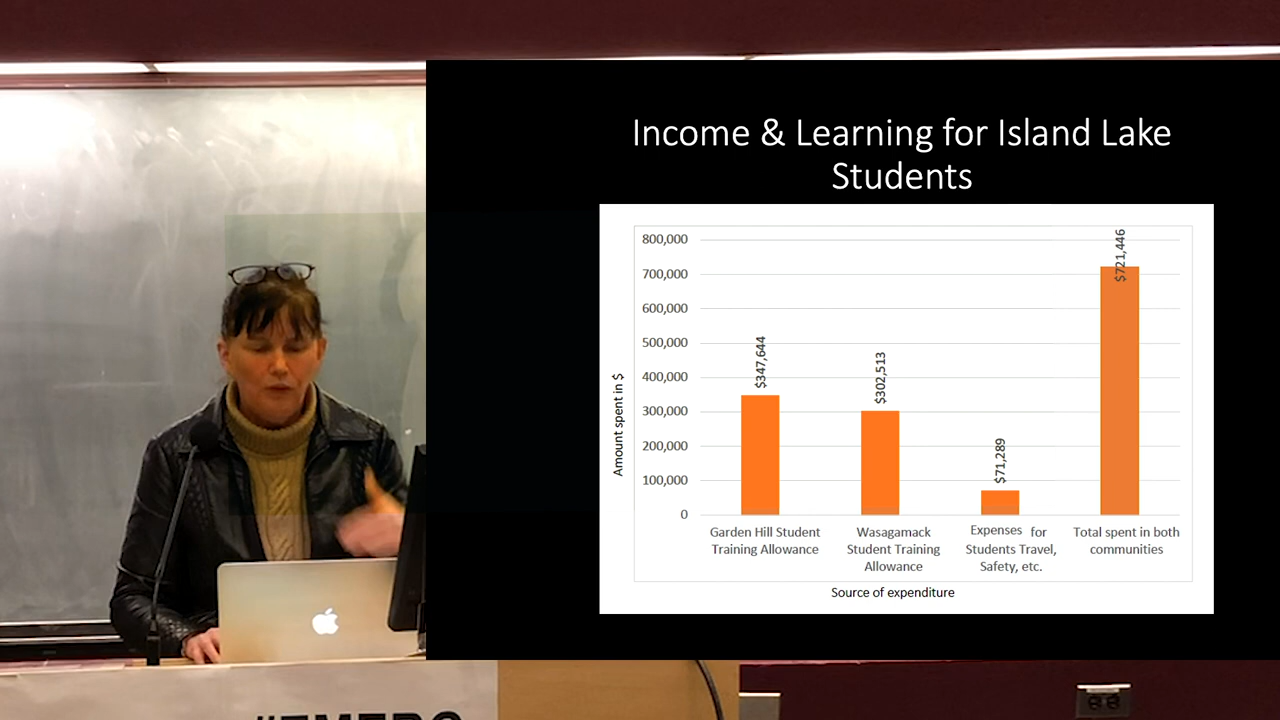 Income & Learning for Island Lake
Students
800,000
700,000
600,000
500,000
400,000
300,000
200,000
100,000
0
Amount spent in $
$347,644
$302,513
$71,289
$721,446
Garden Hill Student
Training Allowance
Wasagamack
Student Training
Allowance
Expenses for
Students Travel,
Safety, etc.
Total spent in both
communities
Source of expenditure